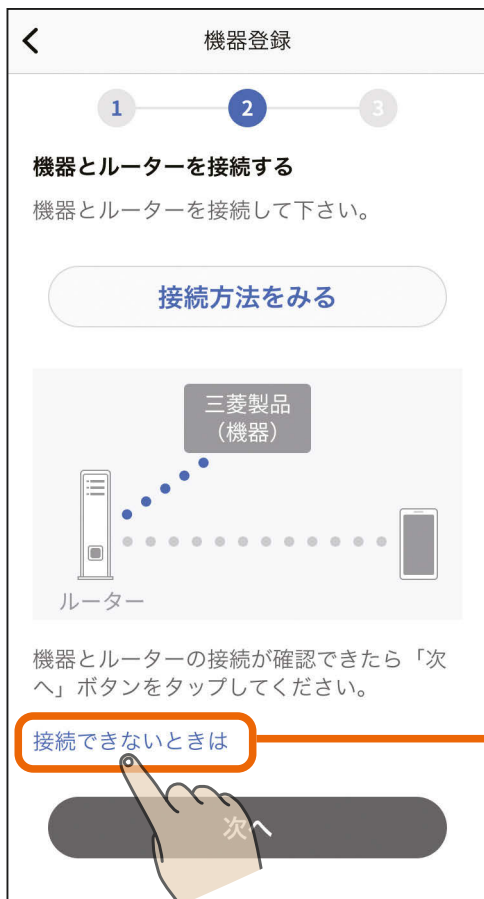 機器登録
1 2 3
機器とルーターを接続する
機器とルーターを接続して下さい。
接続方法をみる
三菱製品
（機器）
ルーター
機器とルーターの接続が確認できたら「次
へ」ボタンをタップしてください。
接続できないときは
次へ